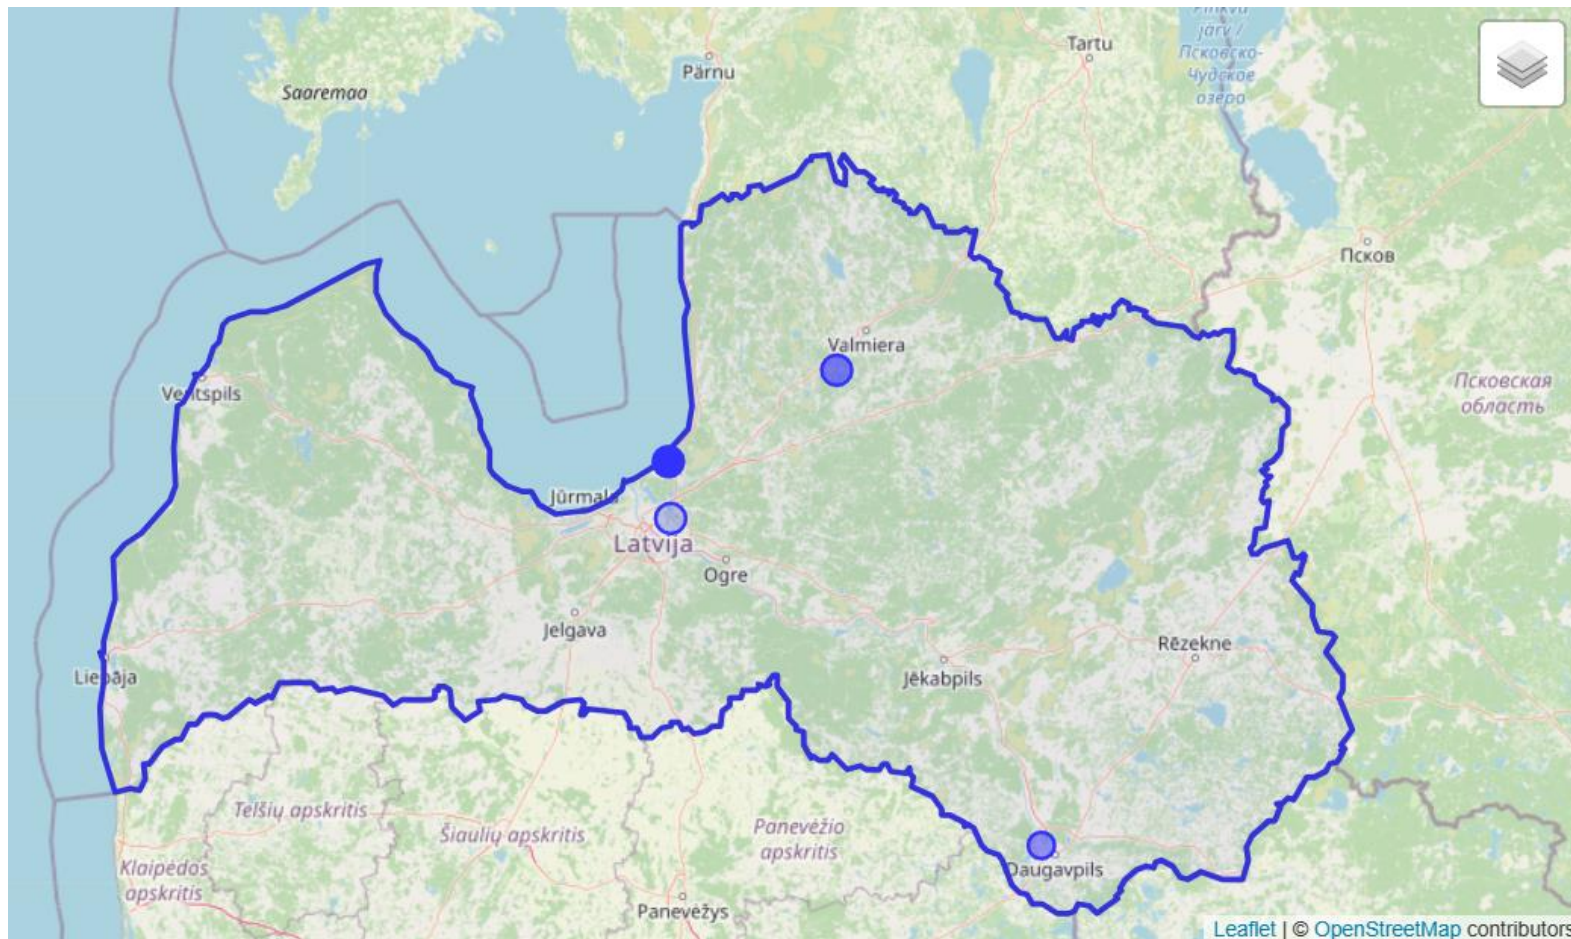 järv /
Псковско-
Чудское
озеро
Tartu
Pärnu
Saaremaa
Псков
Valmiera
Псковская
область
Ventspils
Jūrmala
Latvija
Ogre
Jelgava
Rēzekne
Jēkabpils
Liepāja
Telšių apskritis
Šiaulių apskritis
Panevėžio
apskritis
Klaipėdos
apskritis
Daugavpils
Panevėžys
Leaflet | © OpenStreetMap contributors